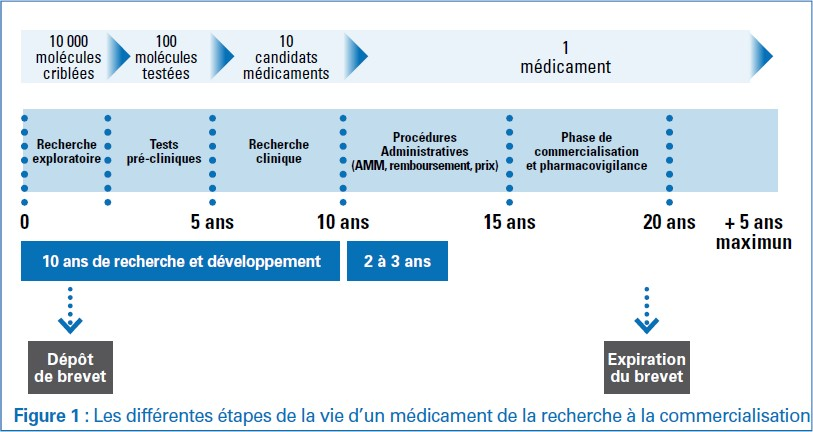 10 000
molécules
criblées
100
molécules
testées
10
candidats
médicaments
1
médicament
Recherche
exploratoire
Tests
pré-cliniques
Recherche
clinique
Procédures
Administratives
(AMM, remboursement, prix)
Phase de
commercialisation
et pharmacovigilance
0
5 ans
10 ans
15 ans
20 ans
+ 5 ans
maximun
10 ans de recherche et développement
2 à 3 ans
Dépôt
de brevet
Expiration
du brevet
Figure 1 : Les différentes étapes de la vie d'un médicament de la recherche à la commercialisation